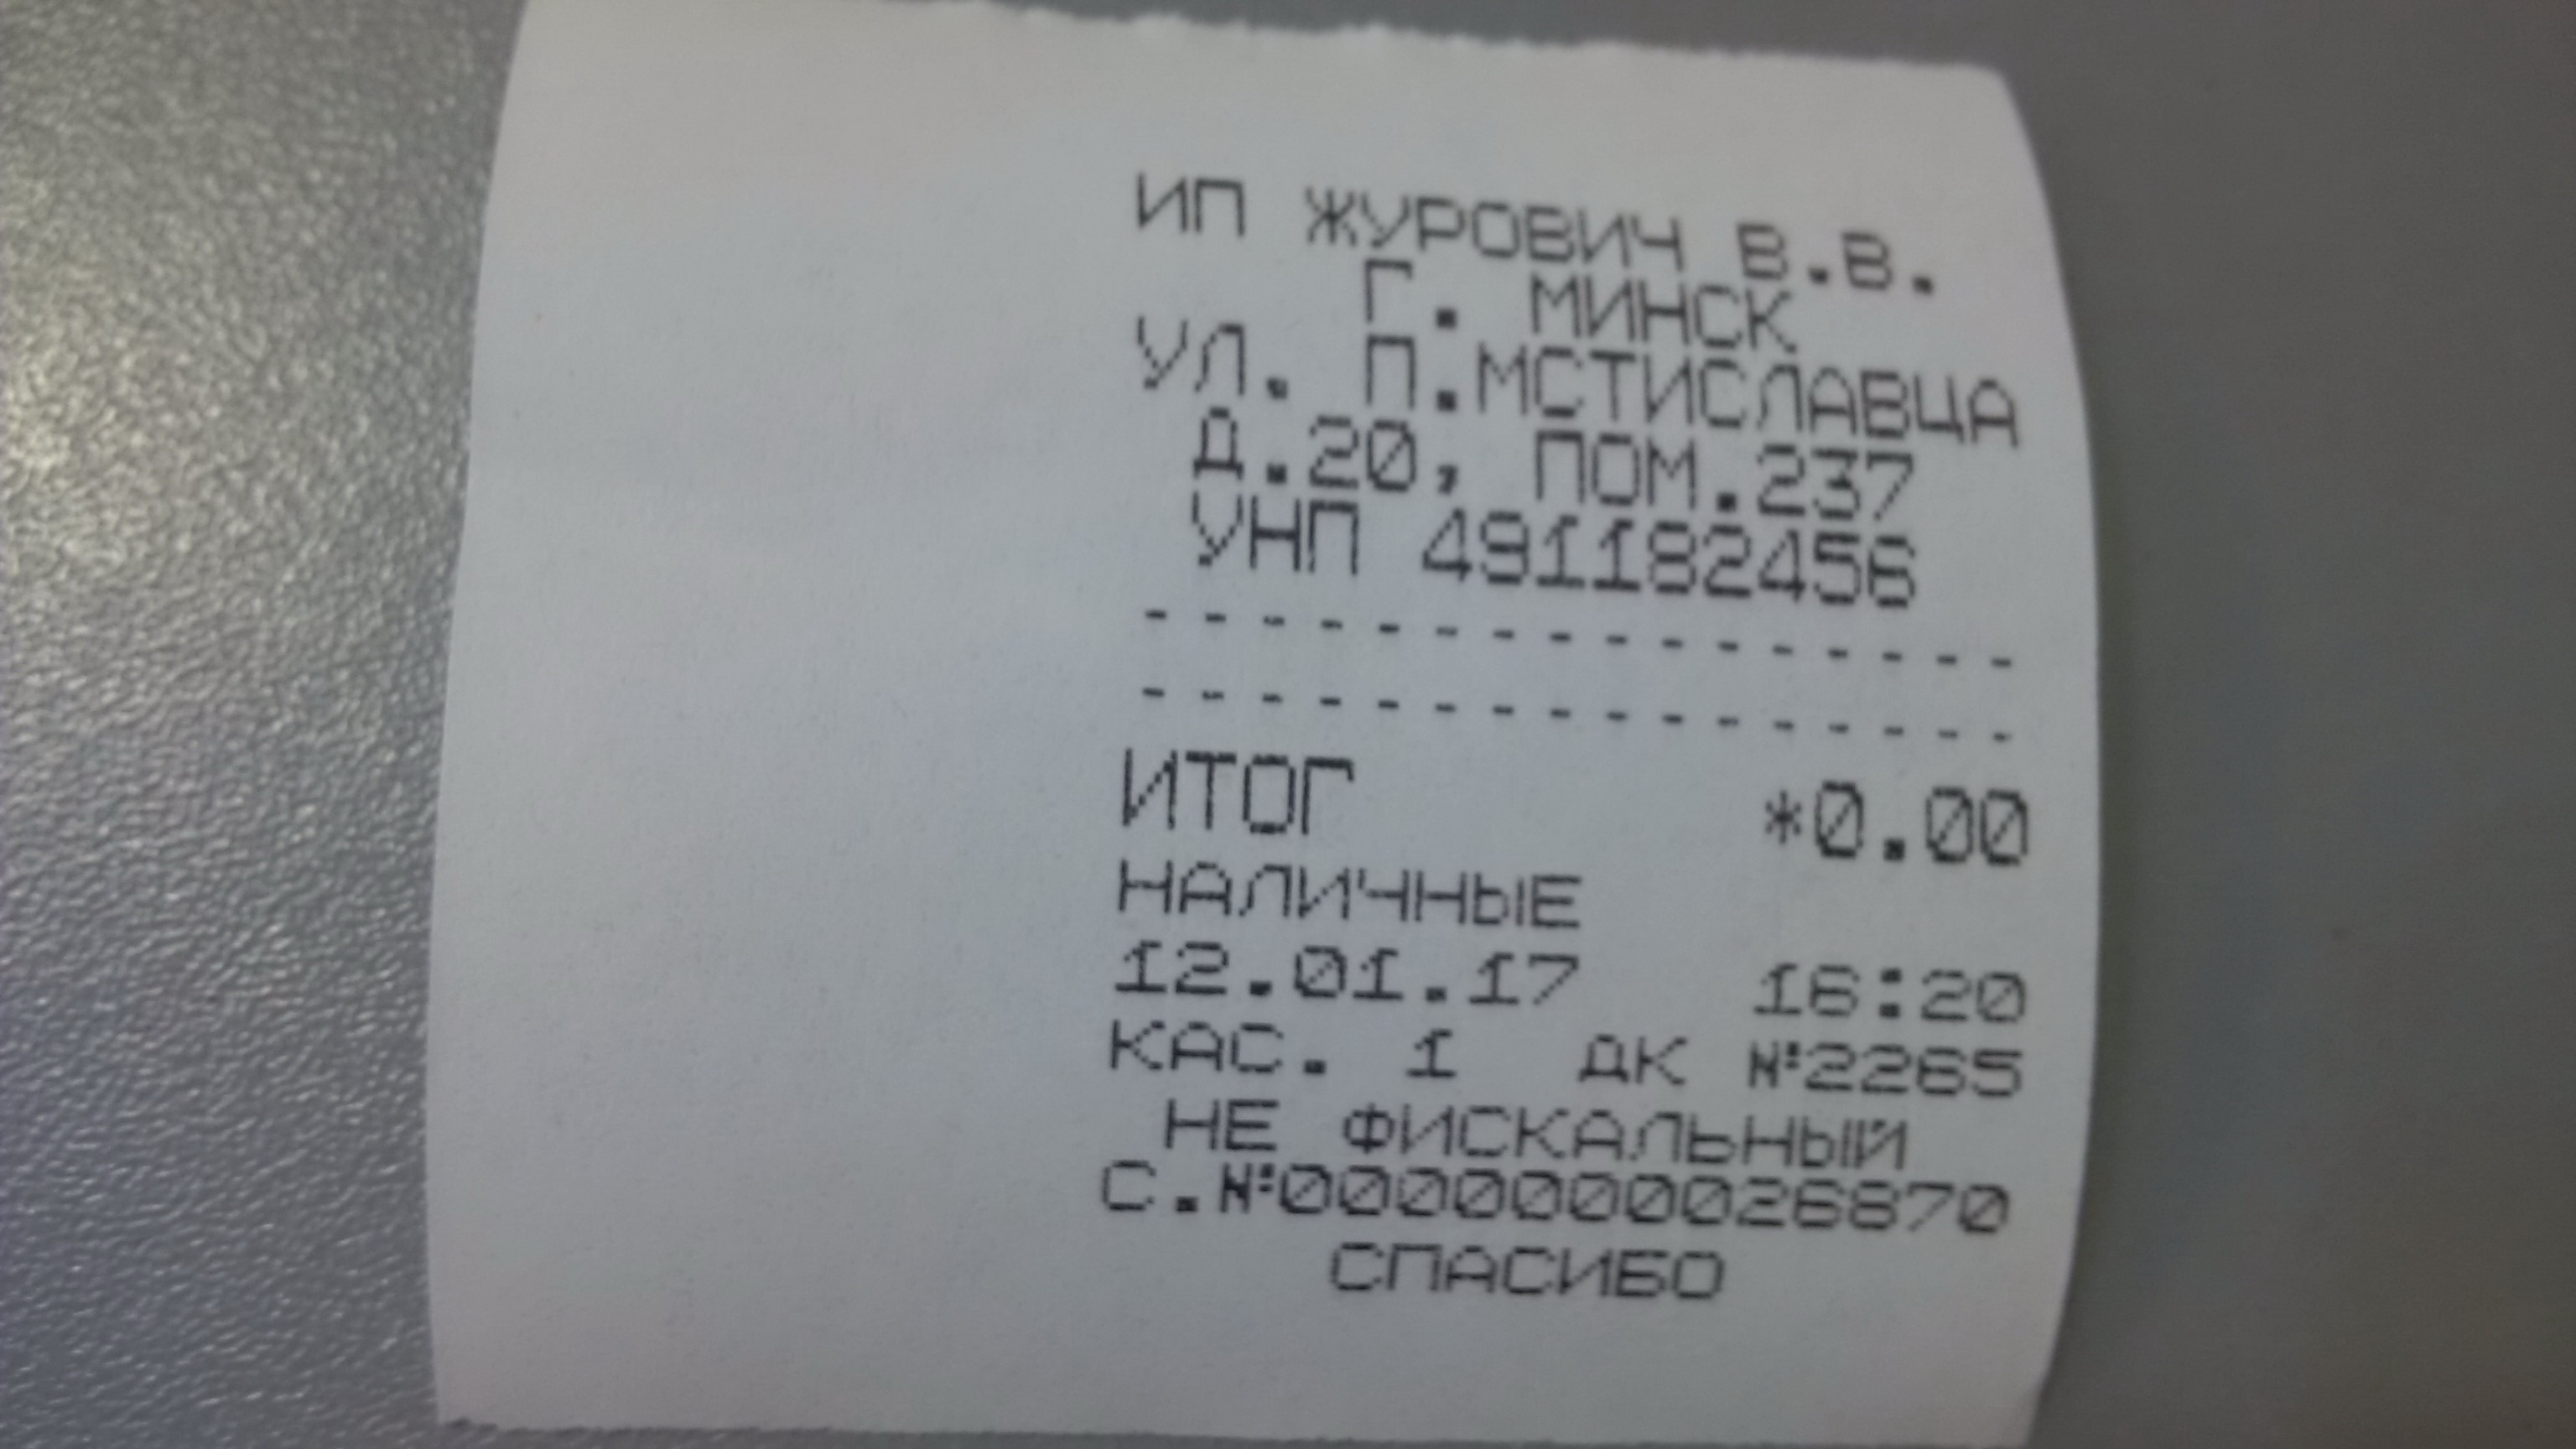 ИП ЖУРОВИЧ В.В.
Г. МИНСК
УЛ. П.МСТИСЛАВЦА
Д.20, ПОМ.237
УНП 491182456
- - - - - - - - - - - - - - - -
- - - - - - - - - - - - - - - -
ИТОГ *0.00
НАЛИЧНЫЕ
12.01.17 16:20
КАС. 1 ДК №2265
НЕ ФИСКАЛЬНЫЙ
С.№0000000026870
СПАСИБО